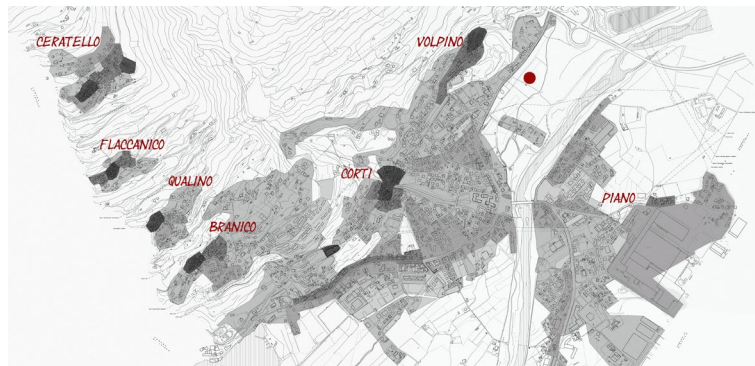 CERATELLO
VOLPINO
FLACCANICO
QUALINO
CORTI
PIANO
BRANICO